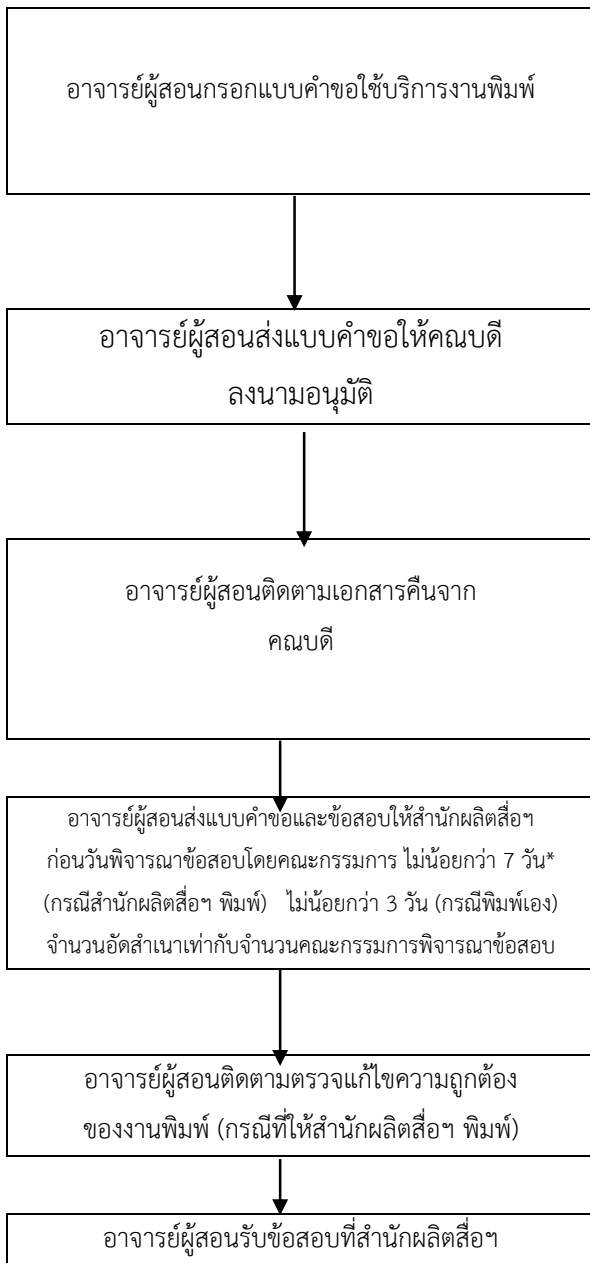 อาจารย์ผู้สอนกรอกแบบคำขอใช้บริการงานพิมพ์
อาจารย์ผู้สอนส่งแบบคำขอให้คณบดี
ลงนามอนุมัติ
อาจารย์ผู้สอนติดตามเอกสารคืนจาก
คณบดี
อาจารย์ผู้สอนส่งแบบคำขอและข้อสอบให้สำนักผลิตสื่อฯ
ก่อนวันพิจารณาข้อสอบโดยคณะกรรมการ ไม่น้อยกว่า 7 วัน*
(กรณีสำนักผลิตสื่อฯ พิมพ์) ไม่น้อยกว่า 3 วัน (กรณีพิมพ์เอง)
จำนวนอัดสำเนาเท่ากับจำนวนคณะกรรมการพิจารณาข้อสอบ
อาจารย์ผู้สอนติดตามตรวจแก้ไขความถูกต้อง
ของงานพิมพ์ (กรณีที่ให้สำนักผลิตสื่อฯ พิมพ์)
อาจารย์ผู้สอนรับข้อสอบที่สำนักผลิตสื่อฯ